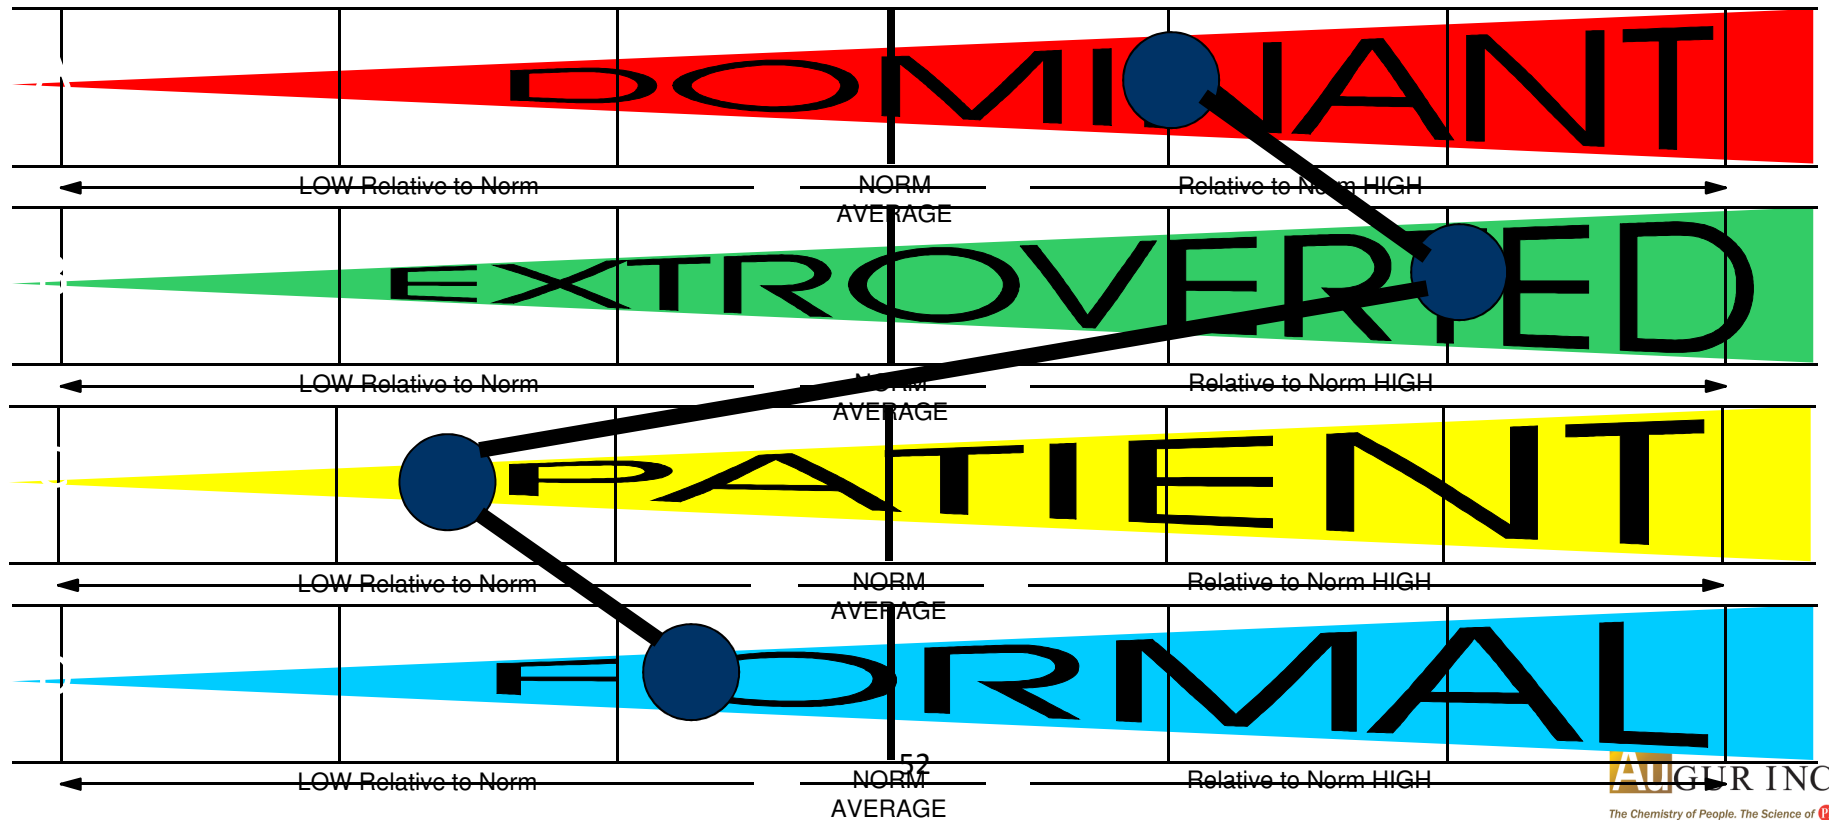 DOMINANT
LOW Relative to Norm NORM Relative to Norm HIGH
AVERAGE
EXTROVERTED
LOW Relative to Norm NORM Relative to Norm HIGH
AVERAGE
PATIENT
LOW Relative to Norm NORM Relative to Norm HIGH
AVERAGE
FORMAL
52
LOW Relative to Norm NORM Relative to Norm HIGH
AVERAGE
AUGUR INC
The Chemistry of People. The Science of P